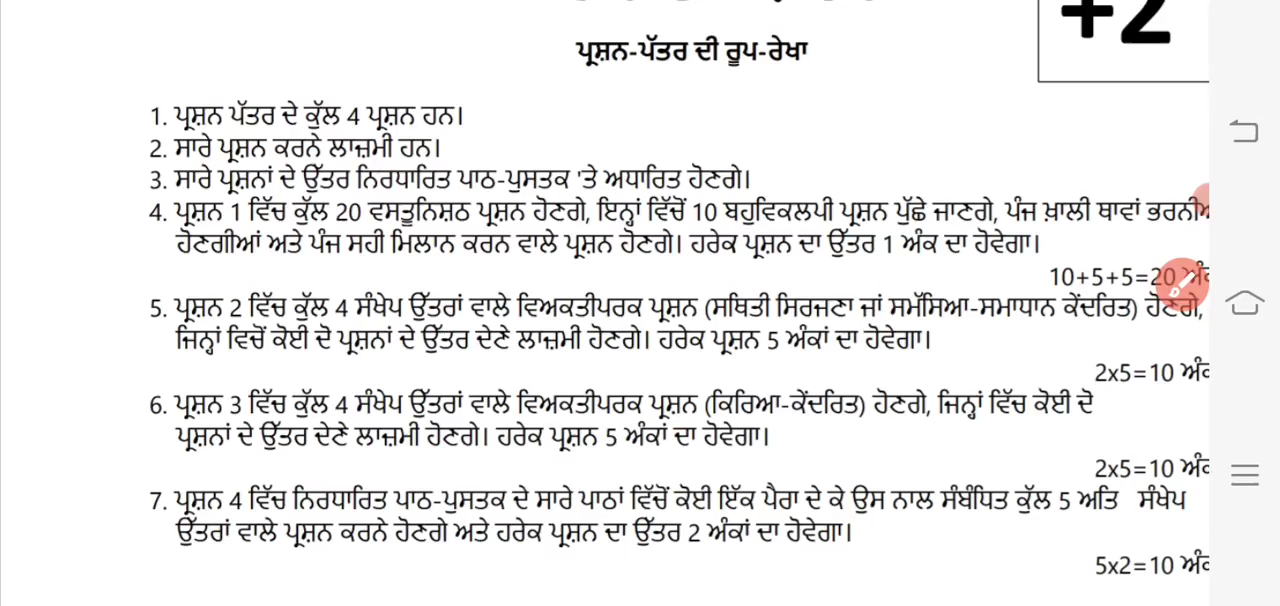 +2
ਪ੍ਰਸ਼ਨ-ਪੱਤਰ ਦੀ ਰੂਪ-ਰੇਖਾ
1. ਪ੍ਰਸ਼ਨ ਪੱਤਰ ਦੇ ਕੁੱਲ 4 ਪ੍ਰਸ਼ਨ ਹਨ।
2. ਸਾਰੇ ਪ੍ਰਸ਼ਨ ਕਰਨੇ ਲਾਜ਼ਮੀ ਹਨ।
3. ਸਾਰੇ ਪ੍ਰਸ਼ਨਾਂ ਦੇ ਉੱਤਰ ਨਿਰਧਾਰਿਤ ਪਾਠ-ਪੁਸਤਕ 'ਤੇ ਅਧਾਰਿਤ ਹੋਣਗੇ।
4. ਪ੍ਰਸ਼ਨ 1 ਵਿੱਚ ਕੁੱਲ 20 ਵਸਤੂਨਿਸ਼ਠ ਪ੍ਰਸ਼ਨ ਹੋਣਗੇ, ਇਨ੍ਹਾਂ ਵਿੱਚੋਂ 10 ਬਹੁਵਿਕਲਪੀ ਪ੍ਰਸ਼ਨ ਪੁੱਛੇ ਜਾਣਗੇ, ਪੰਜ ਖ਼ਾਲੀ ਥਾਵਾਂ
ਹੋਣਗੀਆਂ ਅਤੇ ਪੰਜ ਸਹੀ ਮਿਲਾਨ ਕਰਨ ਵਾਲੇ ਪ੍ਰਸ਼ਨ ਹੋਣਗੇ। ਹਰੇਕ ਪ੍ਰਸ਼ਨ ਦਾ ਉੱਤਰ 1 ਅੰਕ ਦਾ ਹੋਵੇਗਾ।
10+5+5=20
5. ਪ੍ਰਸ਼ਨ 2 ਵਿੱਚ ਕੁੱਲ 4 ਸੰਖੇਪ ਉੱਤਰਾਂ ਵਾਲੇ ਵਿਅਕਤੀਪਰਕ ਪ੍ਰਸ਼ਨ (ਸਥਿਤੀ ਸਿਰਜਣਾ ਜਾਂ ਸਮੱਸਿਆ-ਸਮਾਧਾਨ ਕੇਂਦਰਿਤ) ਹੋਣਗੇ,
ਜਿਨ੍ਹਾਂ ਵਿਚੋਂ ਕੋਈ ਦੋ ਪ੍ਰਸ਼ਨਾਂ ਦੇ ਉੱਤਰ ਦੇਣੇ ਲਾਜ਼ਮੀ ਹੋਣਗੇ। ਹਰੇਕ ਪ੍ਰਸ਼ਨ 5 ਅੰਕਾਂ ਦਾ ਹੋਵੇਗਾ।
2x5=10
6. ਪ੍ਰਸ਼ਨ 3 ਵਿੱਚ ਕੁੱਲ 4 ਸੰਖੇਪ ਉੱਤਰਾਂ ਵਾਲੇ ਵਿਅਕਤੀਪਰਕ ਪ੍ਰਸ਼ਨ (ਕਿਰਿਆ-ਕੇਂਦਰਿਤ) ਹੋਣਗੇ, ਜਿਨ੍ਹਾਂ ਵਿੱਚ ਕੋਈ ਦੋ
ਪ੍ਰਸ਼ਨਾਂ ਦੇ ਉੱਤਰ ਦੇਣੇ ਲਾਜ਼ਮੀ ਹੋਣਗੇ। ਹਰੇਕ ਪ੍ਰਸ਼ਨ 5 ਅੰਕਾਂ ਦਾ ਹੋਵੇਗਾ।
2x5=10
7. ਪ੍ਰਸ਼ਨ 4 ਵਿੱਚ ਨਿਰਧਾਰਿਤ ਪਾਠ-ਪੁਸਤਕ ਦੇ ਸਾਰੇ ਪਾਠਾਂ ਵਿੱਚੋਂ ਕੋਈ ਇੱਕ ਪੈਰਾ ਦੇ ਕੇ ਉਸ ਨਾਲ ਸੰਬੰਧਿਤ ਕੁੱਲ 5 ਅਤਿ ਸੰਖੇਪ
ਉੱਤਰਾਂ ਵਾਲੇ ਪ੍ਰਸ਼ਨ ਕਰਨੇ ਹੋਣਗੇ ਅਤੇ ਹਰੇਕ ਪ੍ਰਸ਼ਨ ਦਾ ਉੱਤਰ 2 ਅੰਕਾਂ ਦਾ ਹੋਵੇਗਾ।
5x2=10